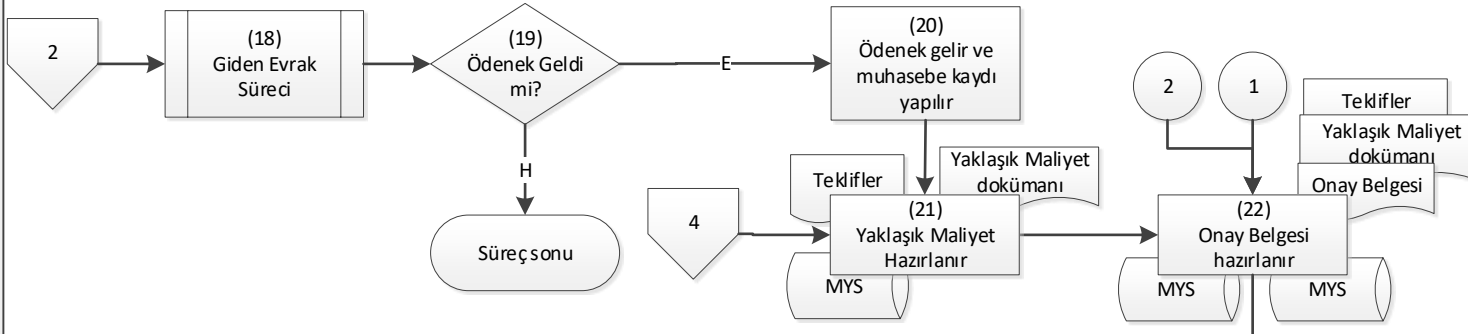 2
(18)
Giden Evrak
Süreci
(19)
Ödenek Geldi
mi?
E
H
Süreç sonu
(20)
Ödenek gelir ve
muhasebe kaydı
yapılır
4
Teklifler
Yaklaşık Maliyet
dokümanı
(21)
Yaklaşık Maliyet
Hazırlanır
MYS
2
1
Teklifler
Yaklaşık Maliyet
dokümanı
Onay Belgesi
(22)
Onay Belgesi
hazırlanır
MYS
MYS